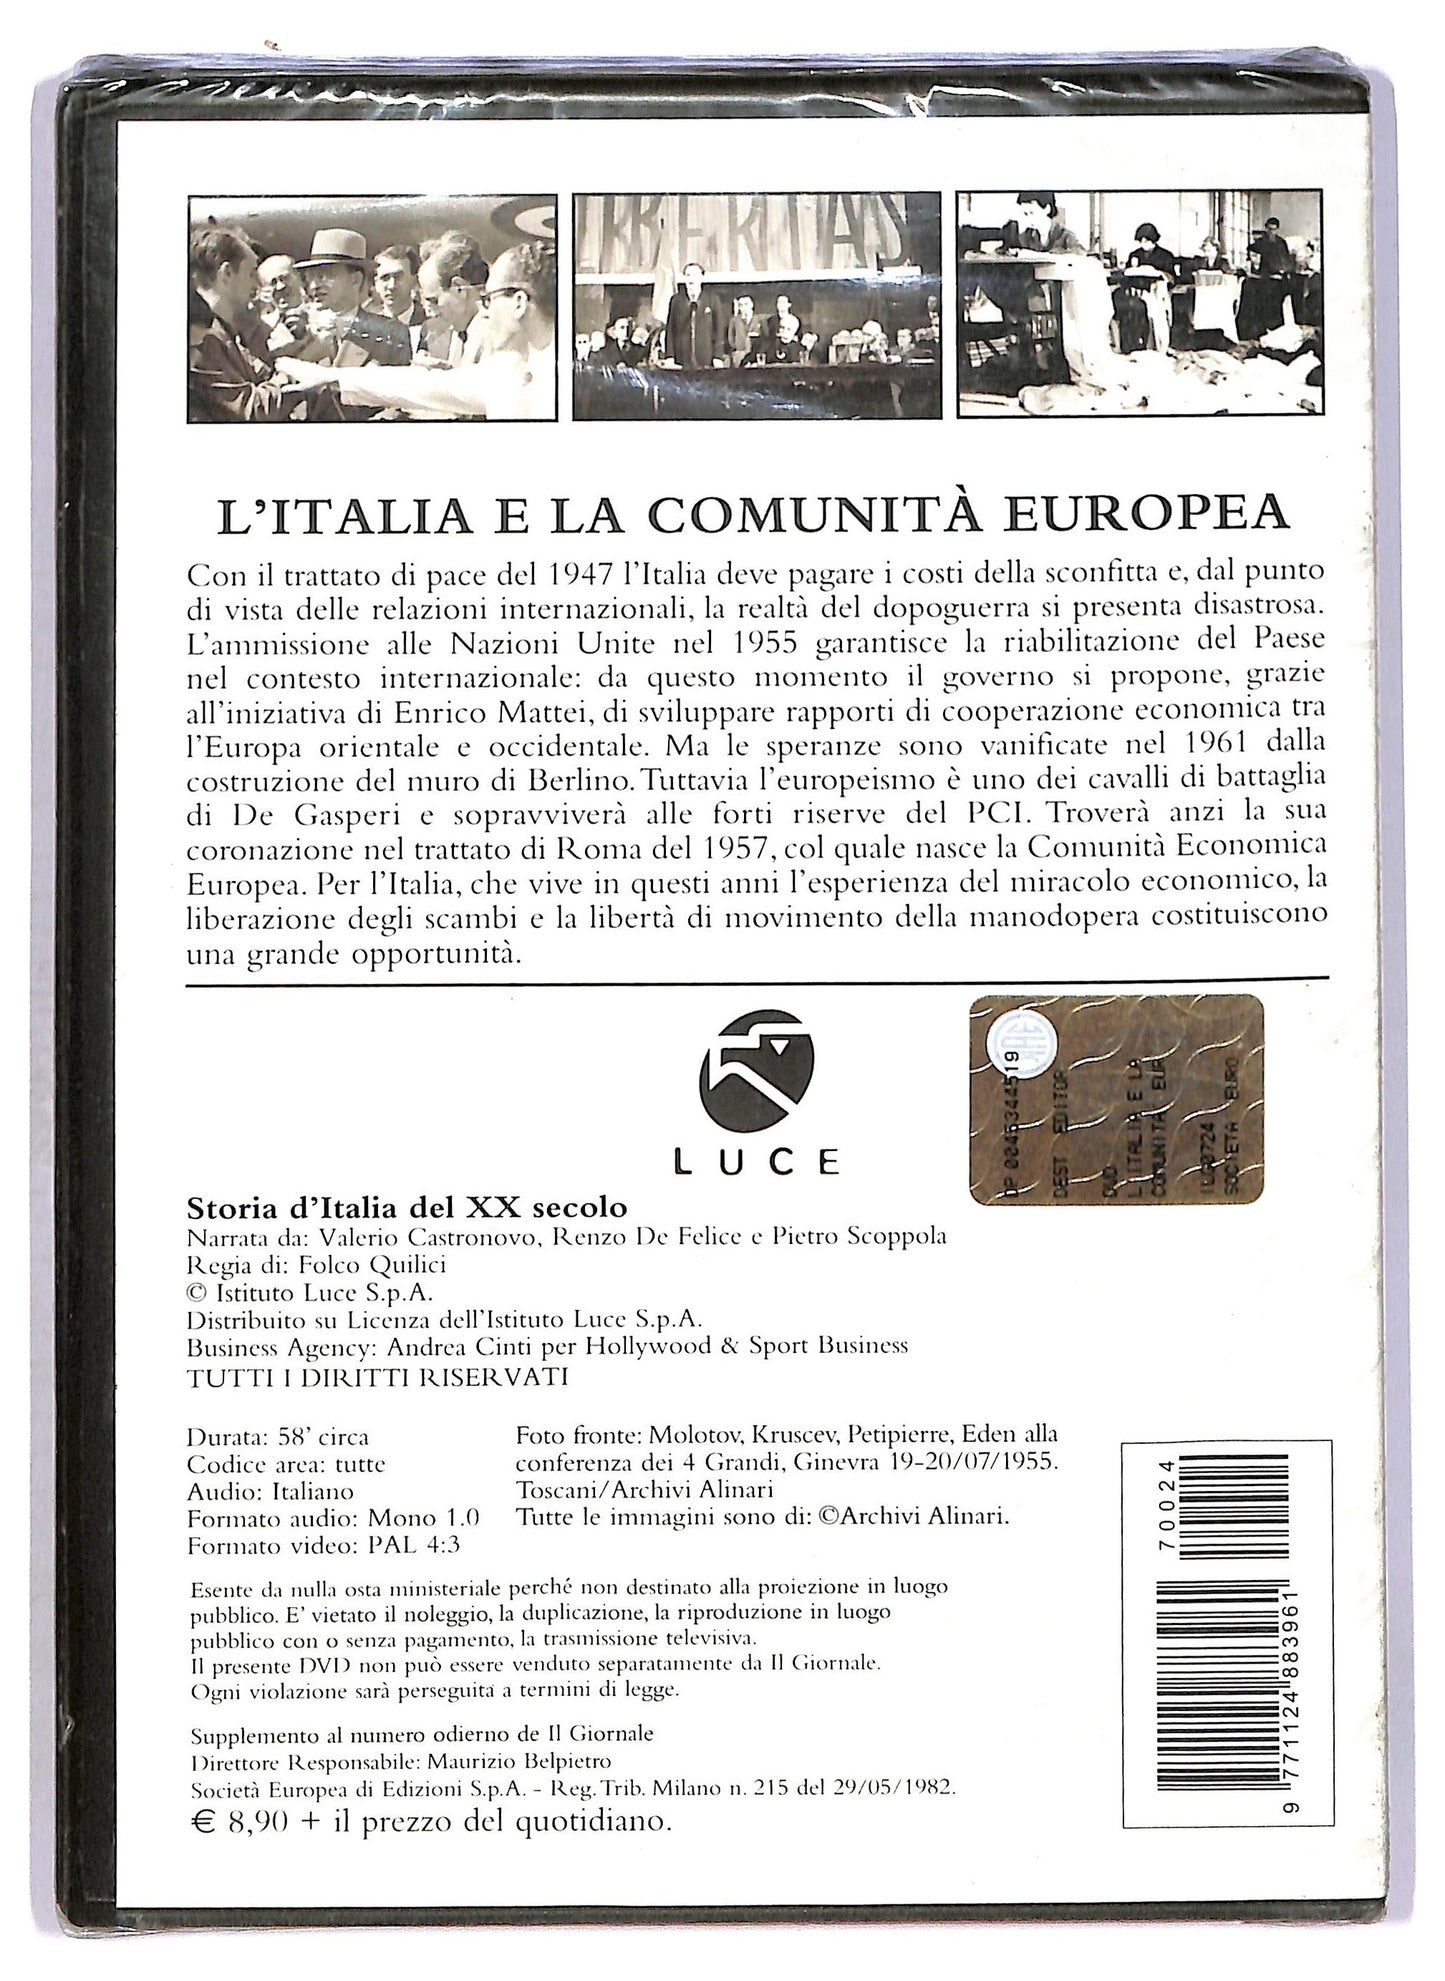 LIBERTAS
L'ITALIA E LA COMUNITÀ EUROPEA
Con il trattato di pace del 1947 l'Italia deve pagare i costi della sconfitta e, dal punto
di vista delle relazioni internazionali, la realtà del dopoguerra si presenta disastrosa.
L'ammissione alle Nazioni Unite nel 1955 garantisce la riabilitazione del Paese
nel contesto internazionale: da questo momento il governo si propone, grazie
all'iniziativa di Enrico Mattei, di sviluppare rapporti di cooperazione economica tra
l'Europa orientale e occidentale. Ma le speranze sono vanificate nel 1961 dalla
costruzione del muro di Berlino. Tuttavia l'europeismo è uno dei cavalli di battaglia
di De Gasperi e sopravviverà alle forti riserve del PCI. Troverà anzi la sua
coronazione nel trattato di Roma del 1957, col quale nasce la Comunità Economica
Europea. Per l'Italia, che vive in questi anni l'esperienza del miracolo economico, la
liberazione degli scambi e la libertà di movimento della manodopera costituiscono
una grande opportunità.
LUCE
DP 0045344519
DEST EDITOR
DVD
L ITALIA E LA
COMUNITA EUR
SOCIETA EURO
Storia d'Italia del XX secolo
Narrata da: Valerio Castronovo, Renzo De Felice e Pietro Scoppola
Regia di: Folco Quilici
© Istituto Luce S.p.A.
Distribuito su Licenza dell'Istituto Luce S.p.A.
Business Agency: Andrea Cinti per Hollywood & Sport Business
TUTTI I DIRITTI RISERVATI
Durata: 58' circa
Codice area: tutte
Audio: Italiano
Formato audio: Mono 1.0
Formato video: PAL 4:3
Foto fronte: Molotov, Kruscev, Petipierre, Eden alla
conferenza dei 4 Grandi, Ginevra 19-20/07/1955.
Toscani/Archivi Alinari
Tutte le immagini sono di: ©Archivi Alinari.
Esente da nulla osta ministeriale perché non destinato alla proiezione in luogo
pubblico. E' vietato il noleggio, la duplicazione, la riproduzione in luogo
pubblico con o senza pagamento, la trasmissione televisiva.
Il presente DVD non può essere venduto separatamente da Il Giornale.
Ogni violazione sarà perseguita a termini di legge.
Supplemento al numero odierno de Il Giornale
Direttore Responsabile: Maurizio Belpietro
Società Europea di Edizioni S.p.A. - Reg. Trib. Milano n. 215 del 29/05/1982.
€ 8,90 + il prezzo del quotidiano.
70024
9 771124 883961